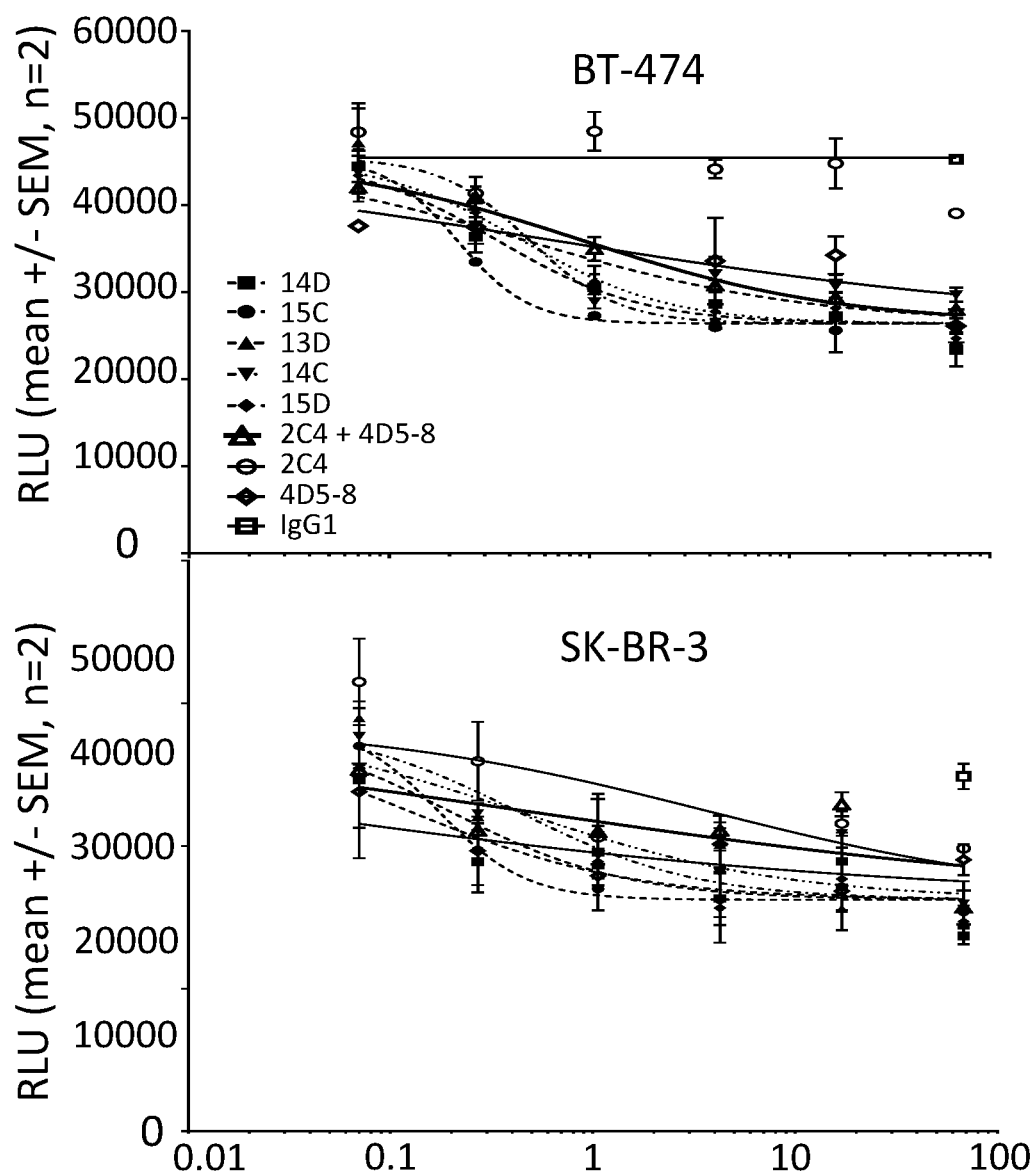 60000
BT-474
50000
40000
30000
20000
10000
0
RLU (mean +/- SEM, n=2)
14D
15C
13D
14C
15D
2C4 + 4D5-8
2C4
4D5-8
IgG1
SK-BR-3
50000
40000
30000
20000
10000
0
RLU (mean +/- SEM, n=2)
0.01 0.1 1 10 100